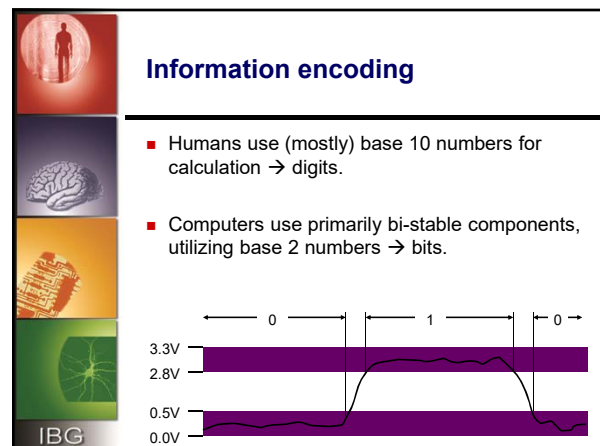 Information encoding
■ Humans use (mostly) base 10 numbers for
calculation → digits.
■ Computers use primarily bi-stable components,
utilizing base 2 numbers → bits.
0 1 0
3.3V
2.8V
0.5V
0.0V
IBG